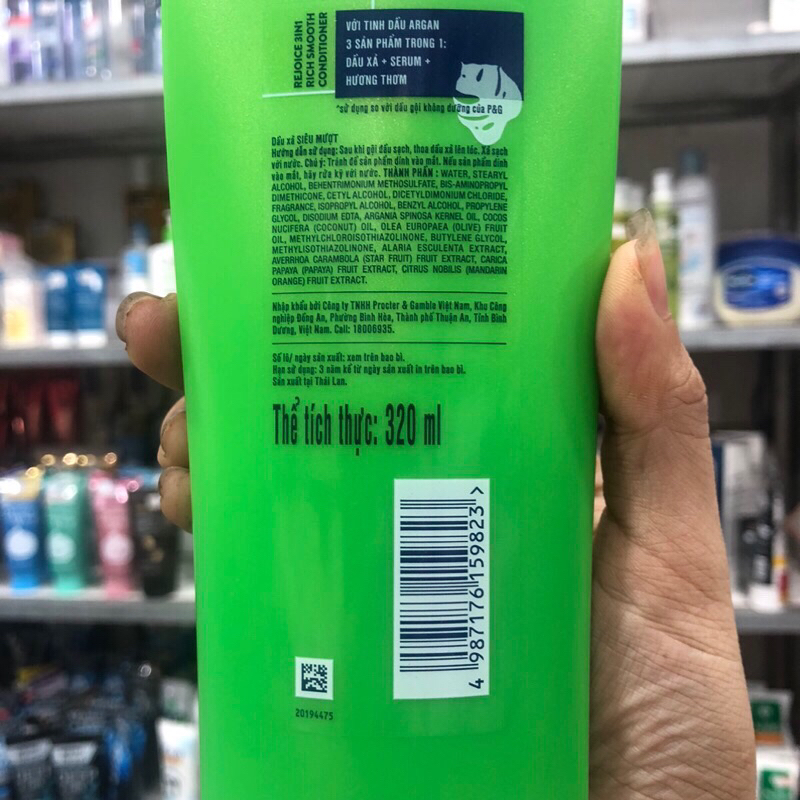 REJOICE 3IN1
RICH SMOOTH
CONDITIONER
VỚI TINH DẦU ARGAN
3 SẢN PHẨM TRONG 1:
DẦU XẢ + SERUM +
HƯƠNG THƠM
*sử dụng so với dầu gội không dưỡng của P&G
Dầu xả SIÊU MƯỢT
Hướng dẫn sử dụng: Sau khi gội đầu sạch, thoa dầu xả lên tóc. Xả sạch
với nước. Chú ý: Tránh để sản phẩm dính vào mắt. Nếu sản phẩm dính
vào mắt, hãy rửa kỹ với nước. THÀNH PHẦN: WATER, STEARYL
ALCOHOL, BEHENTRIMONIUM METHOSULFATE, BIS-AMINOPROPYL
DIMETHICONE, CETYL ALCOHOL, DICETYLDIMONIUM CHLORIDE,
FRAGRANCE, ISOPROPYL ALCOHOL, BENZYL ALCOHOL, PROPYLENE
GLYCOL, DISODIUM EDTA, ARGANIA SPINOSA KERNEL OIL, COCOS
NUCIFERA (COCONUT) OIL, OLEA EUROPAEA (OLIVE) FRUIT
OIL, METHYLCHLOROISOTHIAZOLINONE, BUTYLENE GLYCOL,
METHYLISOTHIAZOLINONE, ALARIA ESCULENTA EXTRACT,
AVERRHOA CARAMBOLA (STAR FRUIT) FRUIT EXTRACT, CARICA
PAPAYA (PAPAYA) FRUIT EXTRACT, CITRUS NOBILIS (MANDARIN
ORANGE) FRUIT EXTRACT.
Nhập khẩu bởi Công ty TNHH Procter & Gamble Việt Nam, Khu Công
nghiệp Đồng An, Phường Bình Hòa, Thành phố Thuận An, Tỉnh Bình
Dương, Việt Nam. Call: 18006935.
Số lô/ ngày sản xuất: xem trên bao bì.
Hạn sử dụng: 3 năm kể từ ngày sản xuất in trên bao bì.
Sản xuất tại Thái Lan.
Thể tích thực: 320 ml
4 987176 159823 >
20194475